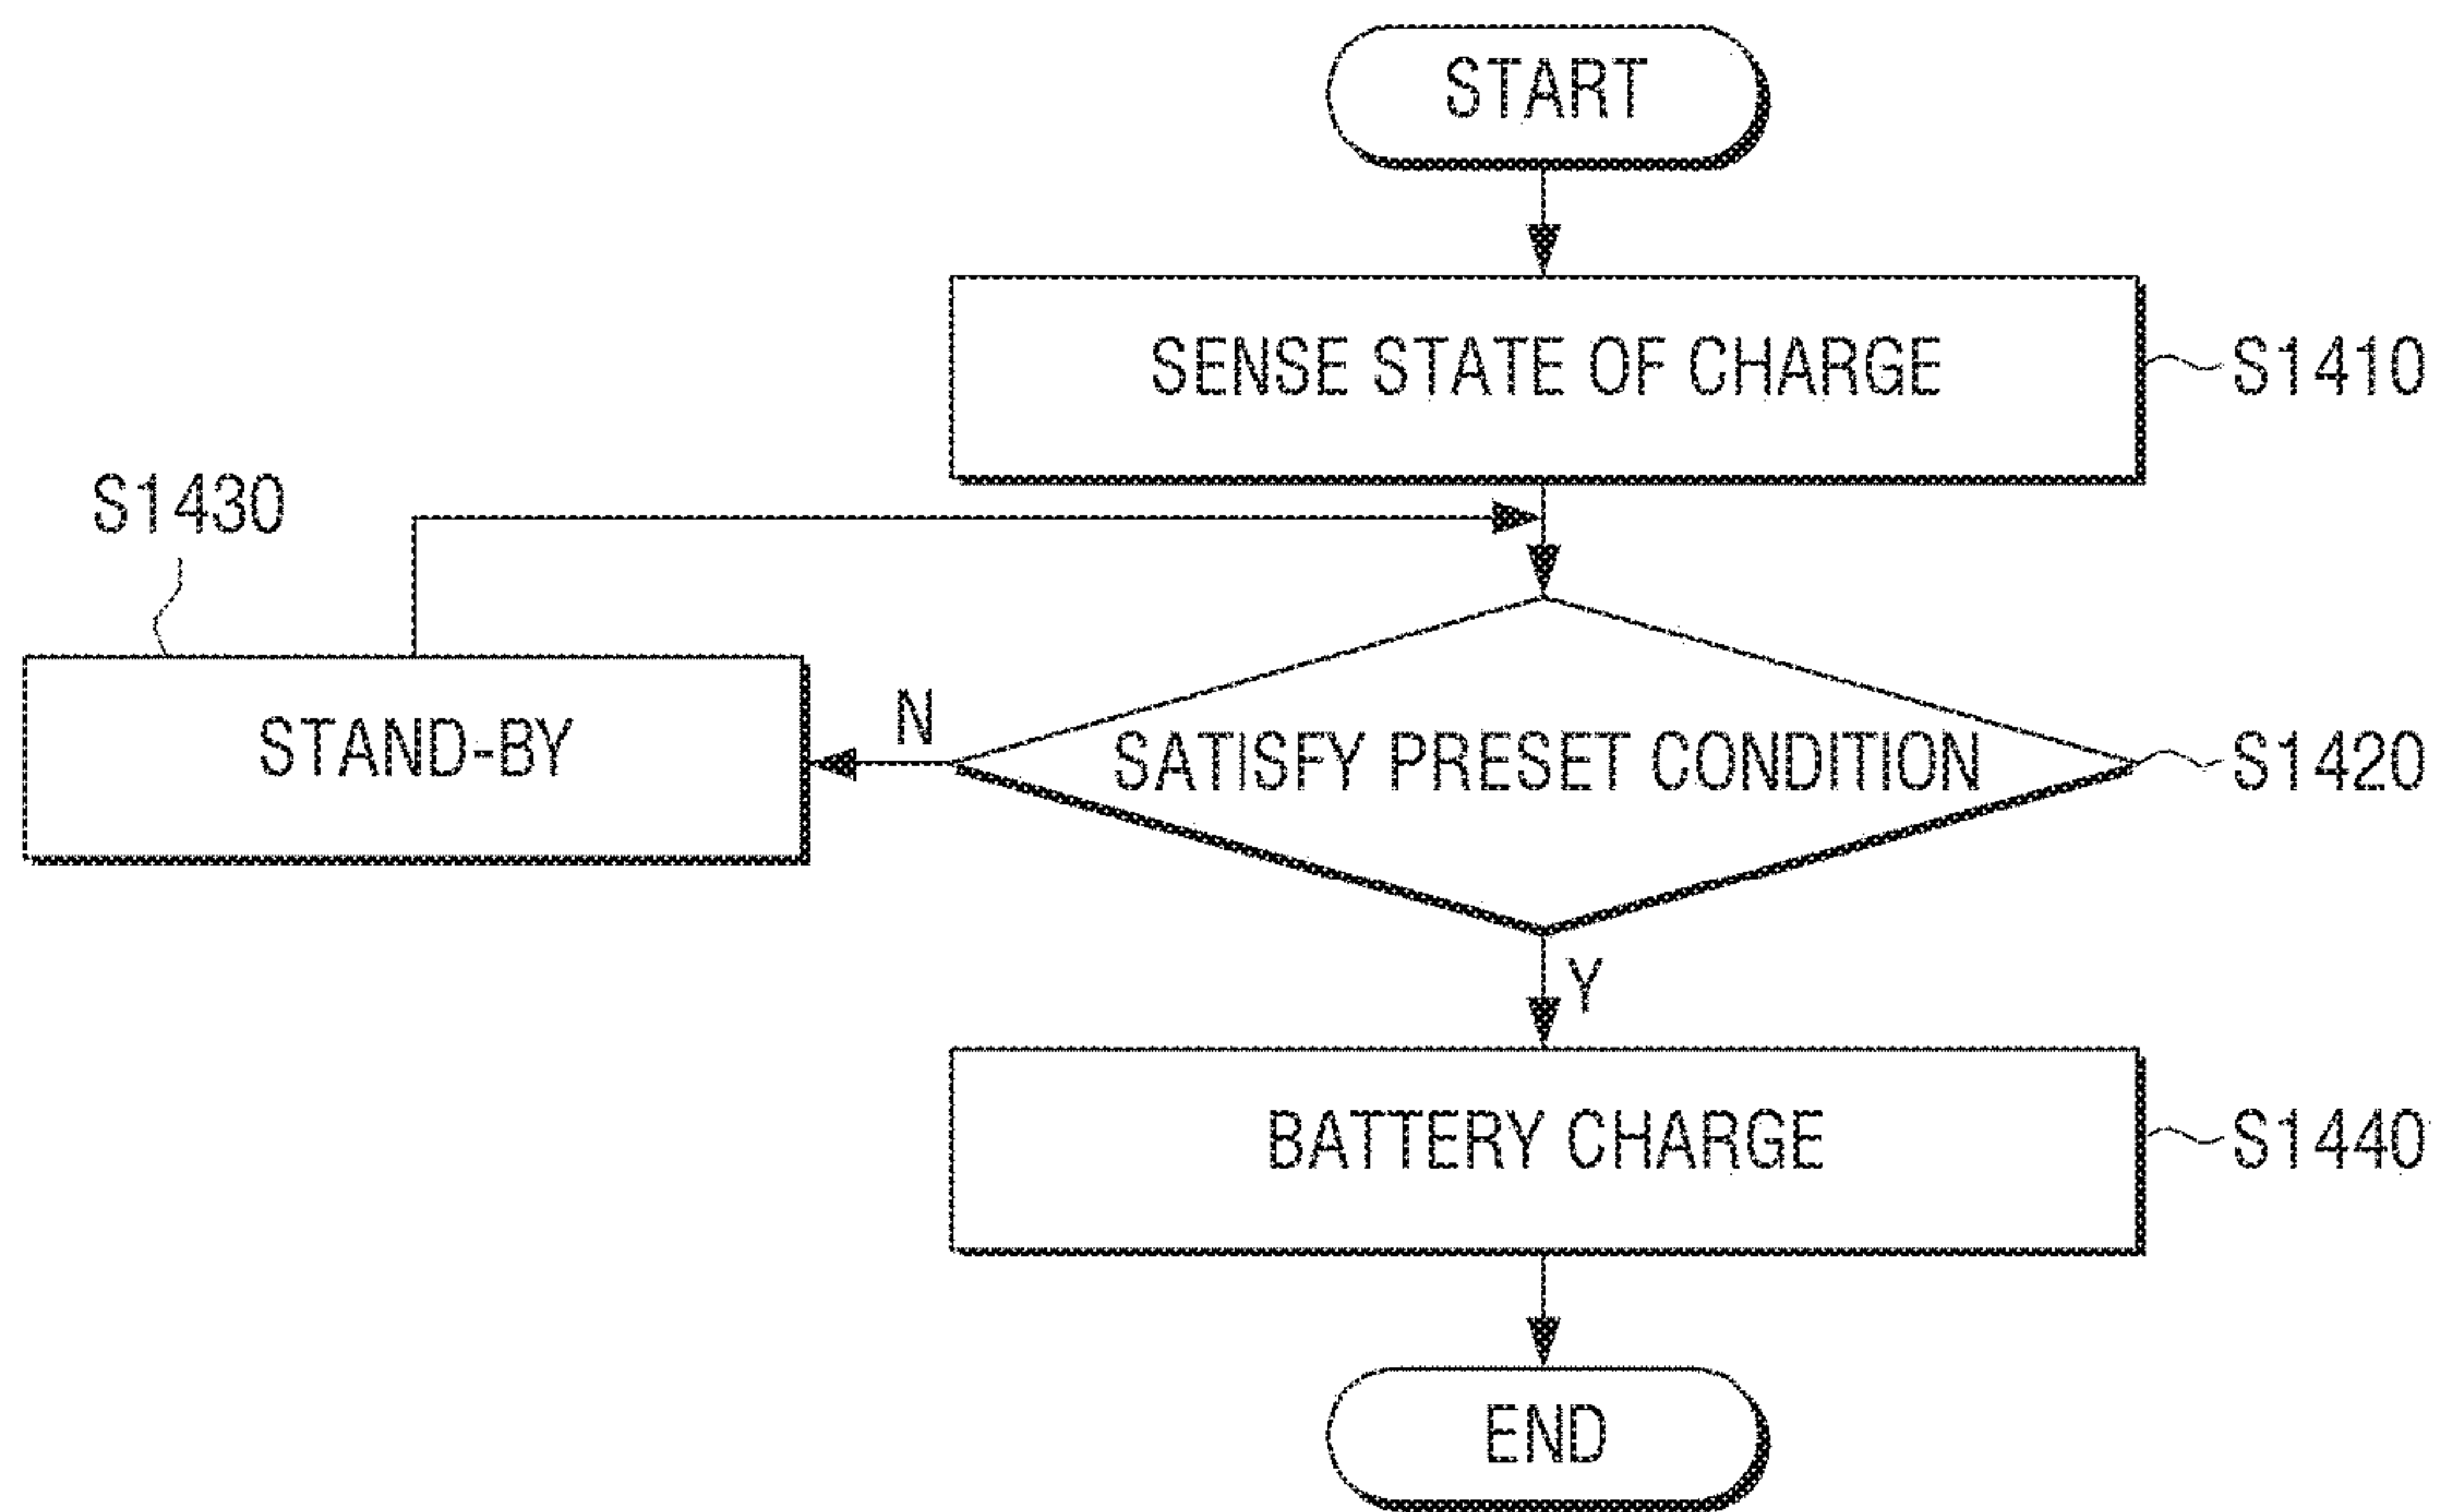 START
SENSE STATE OF CHARGE
S1410
S1430
STAND-BY
N
SATISFY PRESET CONDITION
S1420
Y
BATTERY CHARGE
S1440
END